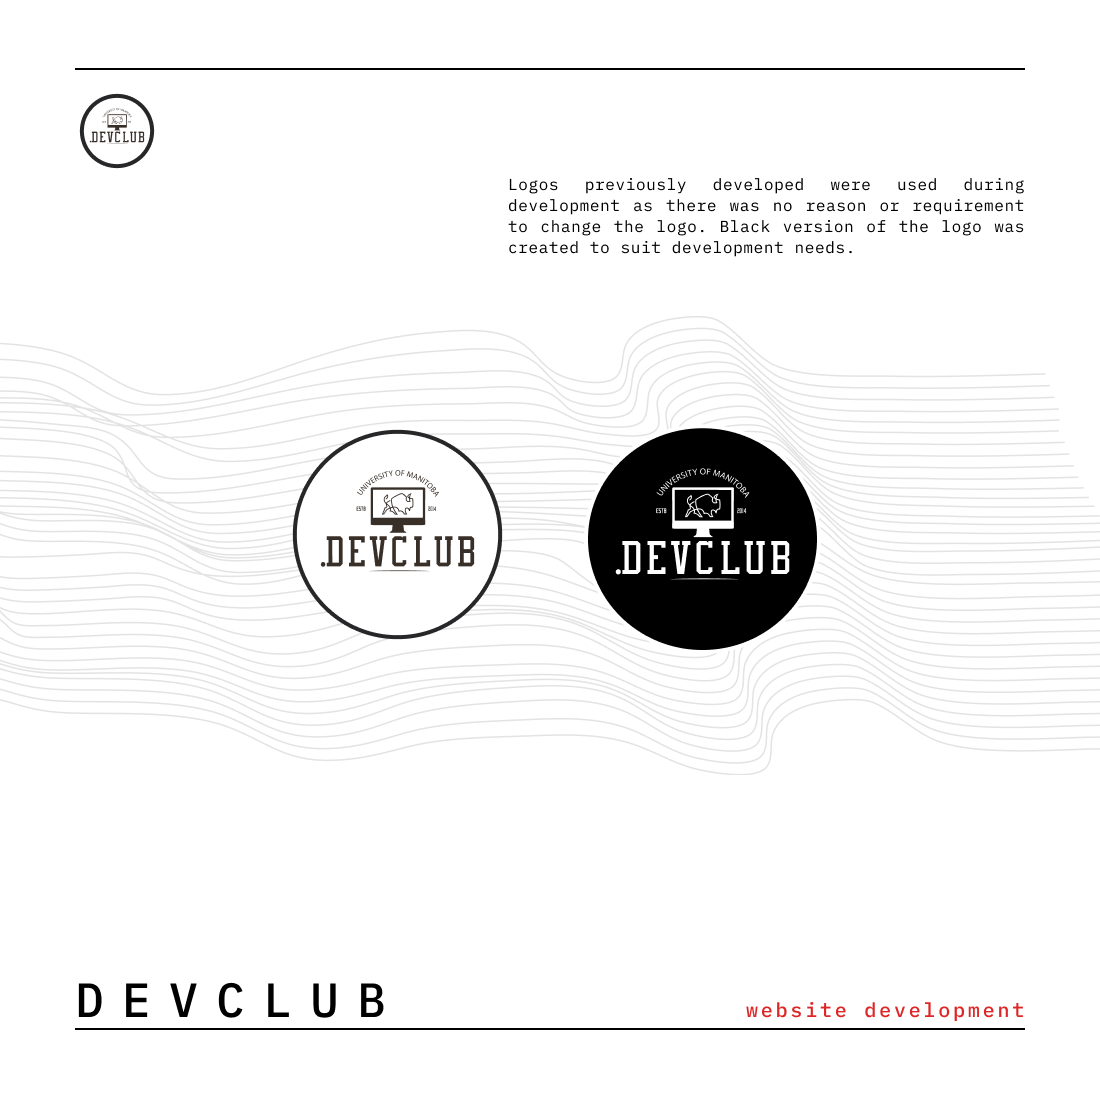 .DEVCLUB
Logos previously developed were used during
development as there was no reason or requirement
to change the logo. Black version of the logo was
created to suit development needs.
UNIVERSITY OF MANITOBA
ESTB 2014
.DEVCLUB
UNIVERSITY OF MANITOBA
ESTB 2014
.DEVCLUB
DEVCLUB
website development